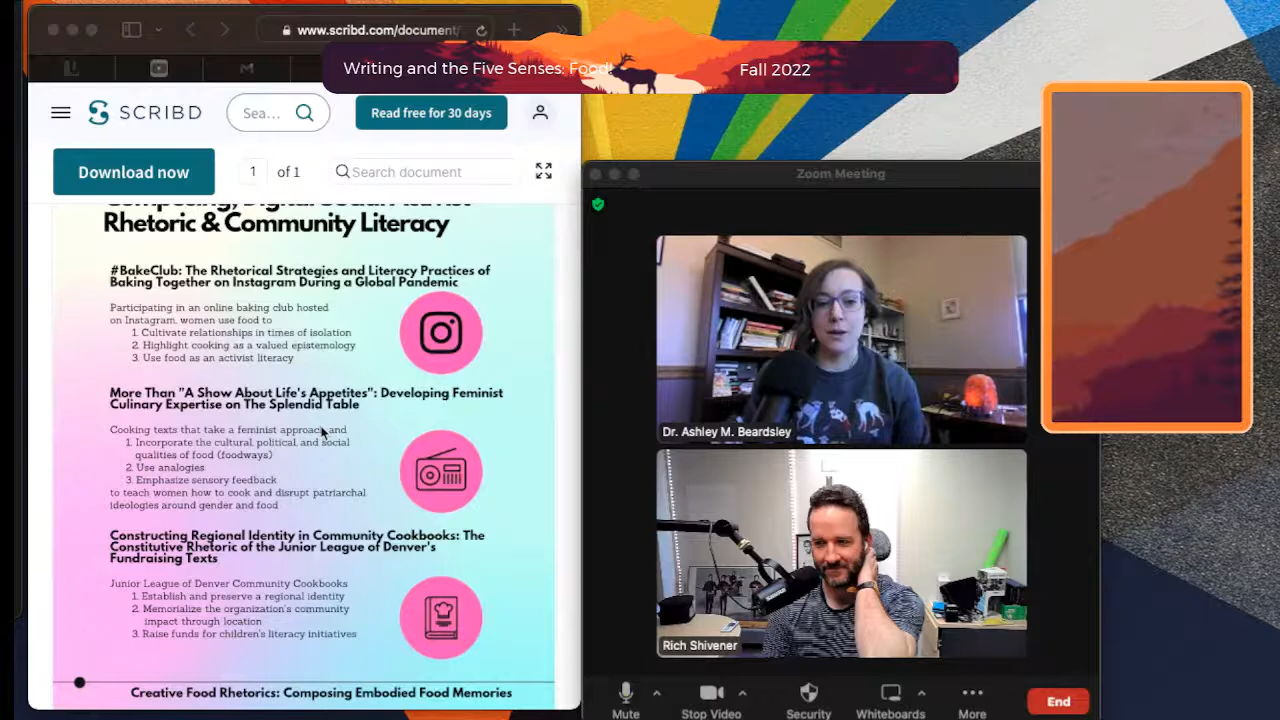 www.scribd.com/document/
Writing and the Five Senses: Food!
Fall 2022
SCRIBD
Sea...
Read free for 30 days
Download now
1 of 1
Search document
Rhetoric & Community Literacy
#BakeClub: The Rhetorical Strategies and Literacy Practices of
Baking Together on Instagram During a Global Pandemic
Participating in an online baking club hosted
on Instagram, women use food to
1. Cultivate relationships in times of isolation
2. Highlight cooking as a valued epistemology
3. Use food as an activist literacy
More Than "A Show About Life's Appetites": Developing Feminist
Culinary Expertise on The Splendid Table
Cooking texts that take a feminist approach and
1. Incorporate the cultural, political, and social
qualities of food (foodways)
2. Use analogies
3. Emphasize sensory feedback
to teach women how to cook and disrupt patriarchal
ideologies around gender and food
Constructing Regional Identity in Community Cookbooks: The
Constitutive Rhetoric of the Junior League of Denver's
Fundraising Texts
Junior League of Denver Community Cookbooks
1. Establish and preserve a regional identity
2. Memorialize the organization's community
impact through location
3. Raise funds for children's literacy initiatives
Creative Food Rhetorics: Composing Embodied Food Memories
Zoom Meeting
Dr. Ashley M. Beardsley
Rich Shivener
Mute
Stop Video
Security
Whiteboards
More
End